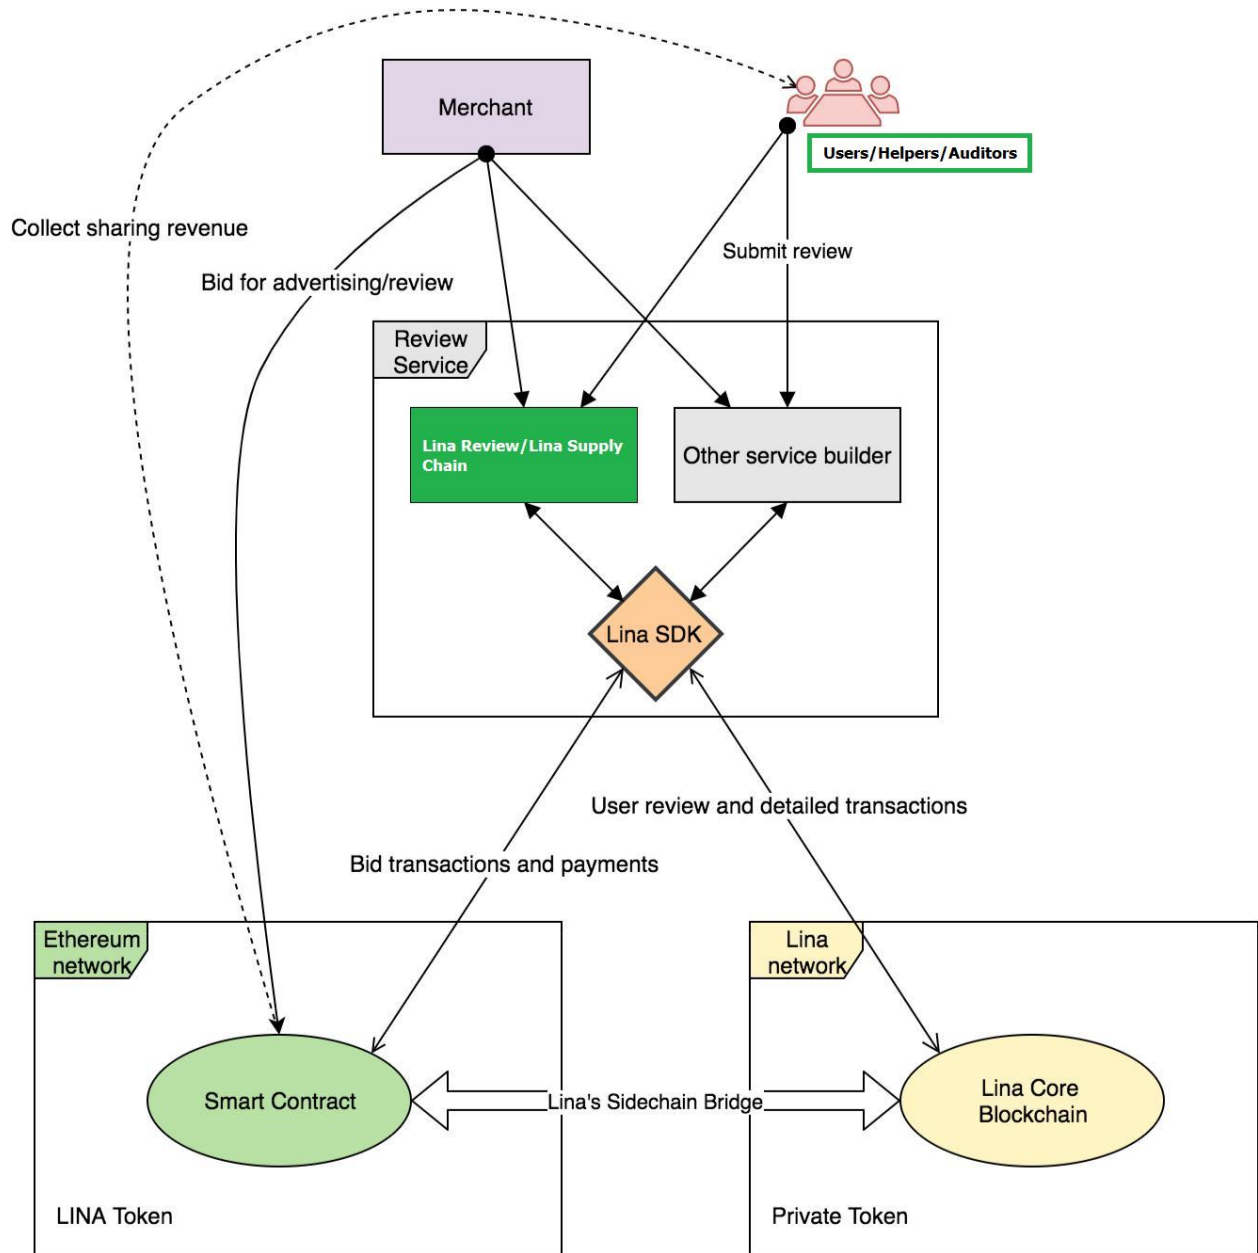 Merchant
Users/Helpers/Auditors
Collect sharing revenue
Submit review
Bid for advertising/review
Review
Service
Lina Review/Lina Supply
Chain
Other service builder
Lina SDK
User review and detailed transactions
Bid transactions and payments
Ethereum
network
Lina
network
Smart Contract
Lina's Sidechain Bridge
Lina Core
Blockchain
LINA Token
Private Token